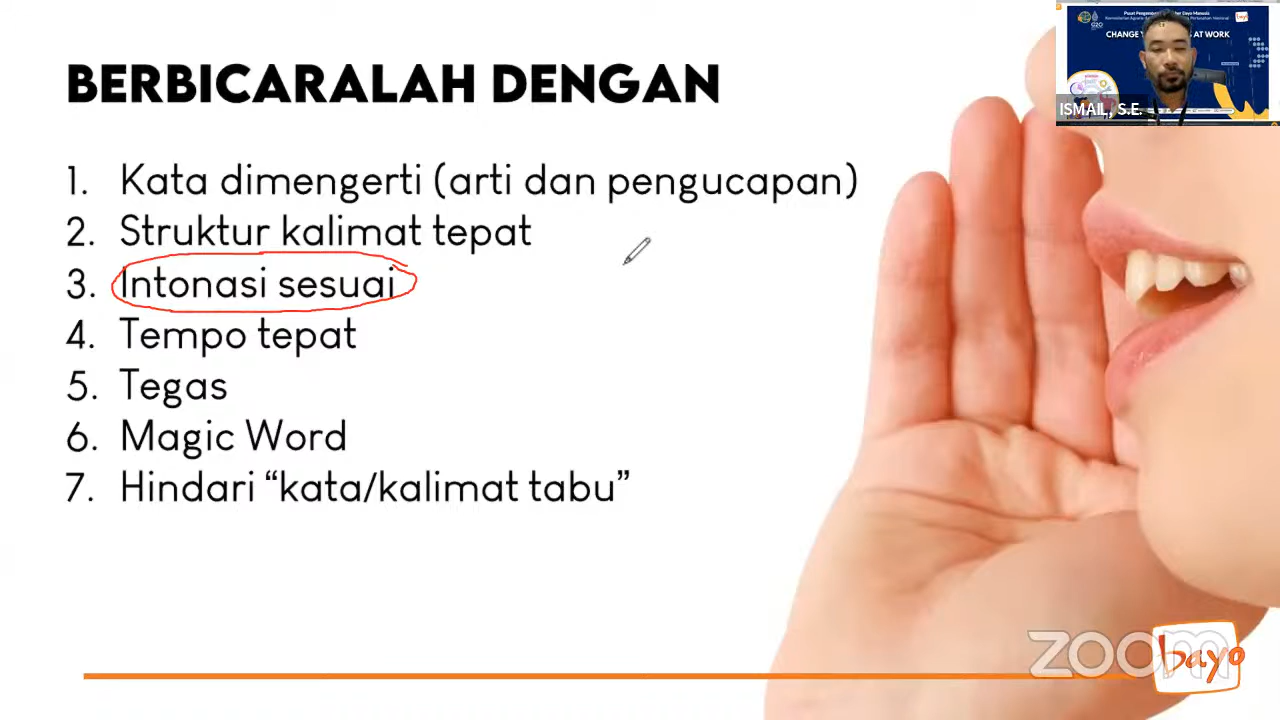 BERBICARALAH DENGAN
1. Kata dimengerti (arti dan pengucapan)
2. Struktur kalimat tepat
3. Intonasi sesuai
4. Tempo tepat
5. Tegas
6. Magic Word
7. Hindari “kata/kalimat tabu”
CHANGE
AT WORK
ISMAIL, S.E.
zoom
bayo